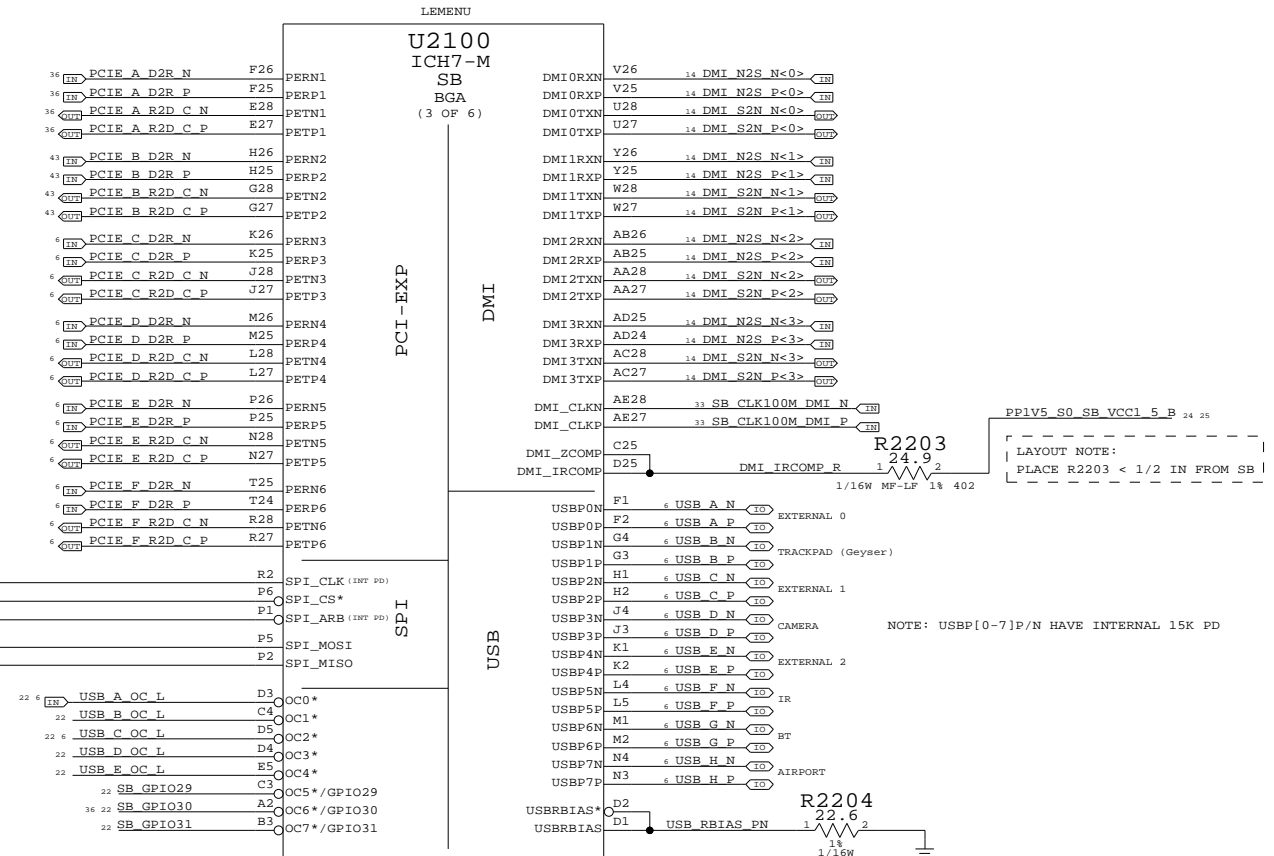 LEMENU
U2100
ICH7-M
SB
BGA
(3 OF 6)
36 IN PCIE_A_D2R_N F26 PERN1
36 IN PCIE_A_D2R_P F25 PERP1
36 OUT PCIE_A_R2D_C_N E28 PETN1
36 OUT PCIE_A_R2D_C_P E27 PETP1
43 IN PCIE_B_D2R_N H26 PERN2
43 IN PCIE_B_D2R_P H25 PERP2
43 OUT PCIE_B_R2D_C_N G28 PETN2
43 OUT PCIE_B_R2D_C_P G27 PETP2
6 IN PCIE_C_D2R_N K26 PERN3
6 IN PCIE_C_D2R_P K25 PERP3
6 OUT PCIE_C_R2D_C_N J28 PETN3
6 OUT PCIE_C_R2D_C_P J27 PETP3
6 IN PCIE_D_D2R_N M26 PERN4
6 IN PCIE_D_D2R_P M25 PERP4
6 OUT PCIE_D_R2D_C_N L28 PETN4
6 OUT PCIE_D_R2D_C_P L27 PETP4
6 IN PCIE_E_D2R_N P26 PERN5
6 IN PCIE_E_D2R_P P25 PERP5
6 OUT PCIE_E_R2D_C_N N28 PETN5
6 OUT PCIE_E_R2D_C_P N27 PETP5
6 IN PCIE_F_D2R_N T25 PERN6
6 IN PCIE_F_D2R_P T24 PERP6
6 OUT PCIE_F_R2D_C_N R28 PETN6
6 OUT PCIE_F_R2D_C_P R27 PETP6
PCI-EXP
R2 SPI_CLK (INT PD)
P6 SPI_CS*
P1 SPI_ARB (INT PD)
P5 SPI_MOSI
P2 SPI_MISO
SPI
22 6 IN USB_A_OC_L D3 OC0*
22 USB_B_OC_L C4 OC1*
22 6 USB_C_OC_L D5 OC2*
22 USB_D_OC_L D4 OC3*
22 USB_E_OC_L E5 OC4*
22 SB_GPIO29 C3 OC5*/GPIO29
36 22 SB_GPIO30 A2 OC6*/GPIO30
22 SB_GPIO31 B3 OC7*/GPIO31
DMI
DMI0RXN V26 14 DMI_N2S_N<0> IN
DMI0RXP V25 14 DMI_N2S_P<0> IN
DMI0TXN U28 14 DMI_S2N_N<0> OUT
DMI0TXP U27 14 DMI_S2N_P<0> OUT
DMI1RXN Y26 14 DMI_N2S_N<1> IN
DMI1RXP Y25 14 DMI_N2S_P<1> IN
DMI1TXN W28 14 DMI_S2N_N<1> OUT
DMI1TXP W27 14 DMI_S2N_P<1> OUT
DMI2RXN AB26 14 DMI_N2S_N<2> IN
DMI2RXP AB25 14 DMI_N2S_P<2> IN
DMI2TXN AA28 14 DMI_S2N_N<2> OUT
DMI2TXP AA27 14 DMI_S2N_P<2> OUT
DMI3RXN AD25 14 DMI_N2S_N<3> IN
DMI3RXP AD24 14 DMI_N2S_P<3> IN
DMI3TXN AC28 14 DMI_S2N_N<3> OUT
DMI3TXP AC27 14 DMI_S2N_P<3> OUT
DMI_CLKN AE28 33 SB_CLK100M_DMI_N IN
DMI_CLKP AE27 33 SB_CLK100M_DMI_P IN
DMI_ZCOMP C25
DMI_IRCOMP D25 DMI_IRCOMP_R
R2203
24.9
1 2
1/16W MF-LF 1% 402
PP1V5_S0_SB_VCC1_5_B 24 25
LAYOUT NOTE:
PLACE R2203 < 1/2 IN FROM SB
USB
USBP0N F1 6 USB_A_N IO
EXTERNAL 0
USBP0P F2 6 USB_A_P IO
USBP1N G4 6 USB_B_N IO
TRACKPAD (Geyser)
USBP1P G3 6 USB_B_P IO
USBP2N H1 6 USB_C_N IO
EXTERNAL 1
USBP2P H2 6 USB_C_P IO
USBP3N J4 6 USB_D_N IO
CAMERA
USBP3P J3 6 USB_D_P IO
USBP4N K1 6 USB_E_N IO
EXTERNAL 2
USBP4P K2 6 USB_E_P IO
USBP5N L4 6 USB_F_N IO
IR
USBP5P L5 6 USB_F_P IO
USBP6N M1 6 USB_G_N IO
BT
USBP6P M2 6 USB_G_P IO
USBP7N N4 6 USB_H_N IO
AIRPORT
USBP7P N3 6 USB_H_P IO
NOTE: USBP[0-7]P/N HAVE INTERNAL 15K PD
USBRBIAS* D2
USBRBIAS D1 USB_RBIAS_PN
R2204
22.6
1 2
1%
1/16W